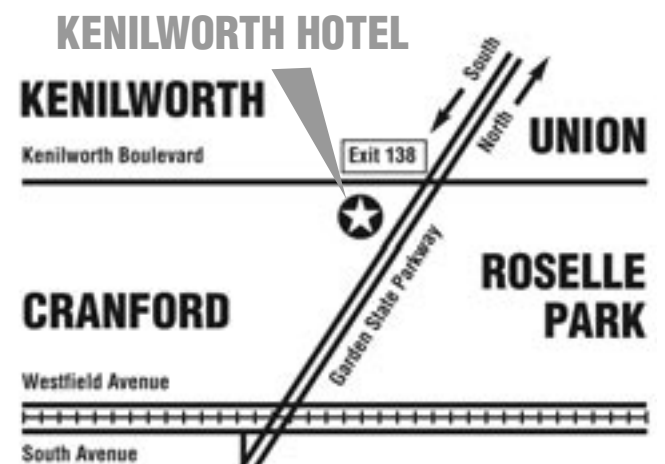 KENILWORTH HOTEL
South
KENILWORTH
North
UNION
Kenilworth Boulevard
Exit 138
ROSELLE
PARK
Garden State Parkway
CRANFORD
Westfield Avenue
South Avenue